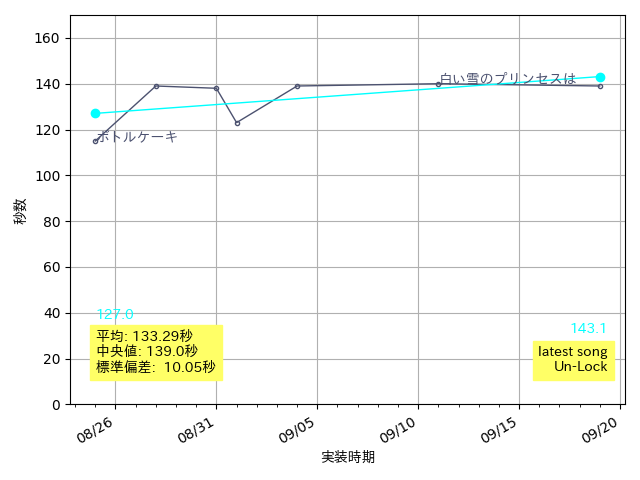 160
140
120
100
80
60
40
20
0
秒数
白い雪のプリンセスは
ボトルケーキ
127.0
143.1
平均: 133.29秒
中央値: 139.0秒
標準偏差: 10.05秒
latest song
Un-Lock
08/26
08/31
09/05
09/10
09/15
09/20
実装時期